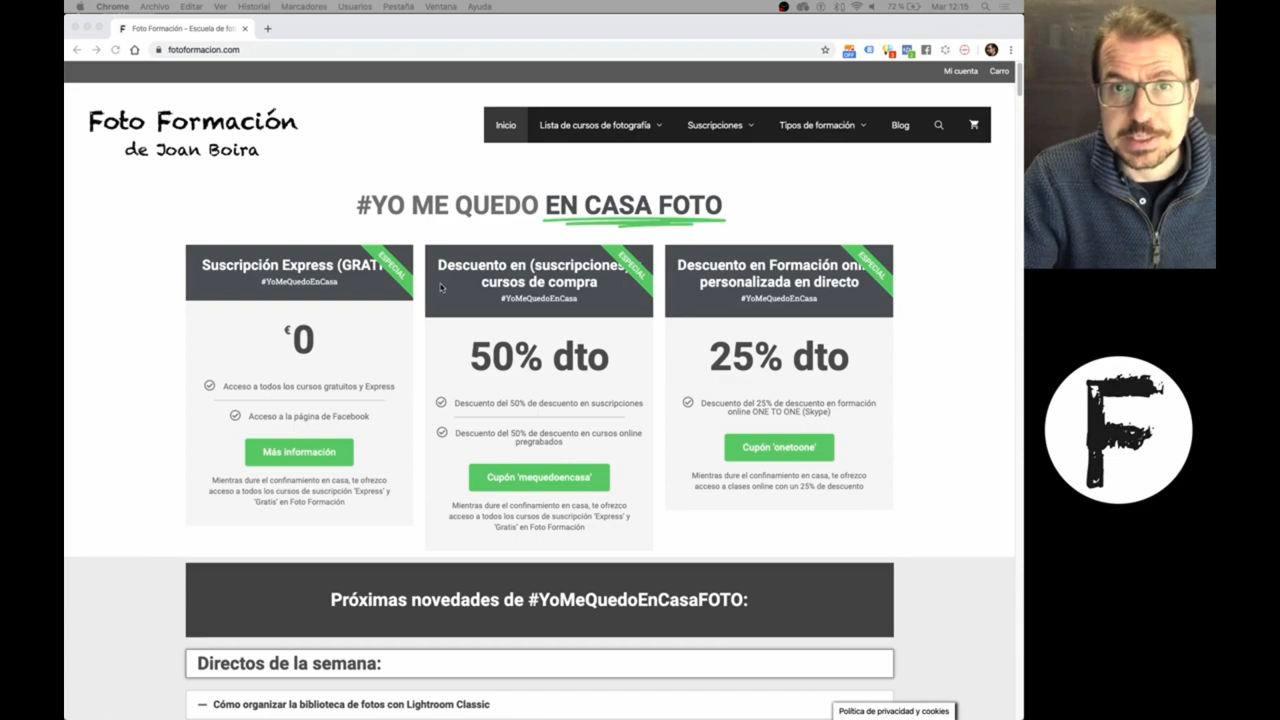 Chrome Archivo Editar Ver Historial Marcadores Usuarios Pestaña Ventana Ayuda 72 % Mar 12:15
F Foto Formación - Escuela de fot
fotoformacion.com
Mi cuenta Carro
Foto Formación
de Joan Boira
Inicio Lista de cursos de fotografía Suscripciones Tipos de formación Blog
#YO ME QUEDO EN CASA FOTO
Suscripción Express (GRATI
#YoMeQuedoEnCasa
ESPECIAL
€0
Acceso a todos los cursos gratuitos y Express
Acceso a la página de Facebook
Más información
Mientras dure el confinamiento en casa, te ofrezco
acceso a todos los cursos de suscripción 'Express' y
'Gratis' en Foto Formación
Descuento en (suscripciones)
cursos de compra
#YoMeQuedoEnCasa
ESPECIAL
50% dto
Descuento del 50% de descuento en suscripciones
Descuento del 50% de descuento en cursos online
pregrabados
Cupón 'mequedoencasa'
Mientras dure el confinamiento en casa, te ofrezco
acceso a todos los cursos de suscripción 'Express' y
'Gratis' en Foto Formación
Descuento en Formación onli
personalizada en directo
#YoMeQuedoEnCasa
ESPECIAL
25% dto
Descuento del 25% de descuento en formación
online ONE TO ONE (Skype)
Cupón 'onetoone'
Mientras dure el confinamiento en casa, te ofrezco
acceso a clases online con un 25% de descuento
Próximas novedades de #YoMeQuedoEnCasaFOTO:
Directos de la semana:
Cómo organizar la biblioteca de fotos con Lightroom Classic
Política de privacidad y cookies
F